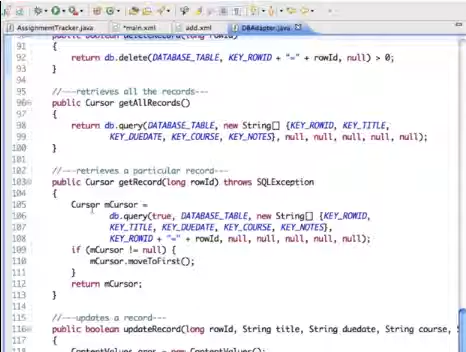 AssignmentTracker.java *main.xml add.xml DBAdapter.java
90 public boolean deleteRecord(long rowId)
91 {
92 return db.delete(DATABASE_TABLE, KEY_ROWID + "=" + rowId, null) > 0;
93 }
94
95 //---retrieves all the records---
96 public Cursor getAllRecords()
97 {
98 return db.query(DATABASE_TABLE, new String[] {KEY_ROWID, KEY_TITLE,
99 KEY_DUEDATE, KEY_COURSE, KEY_NOTES}, null, null, null, null, null);
100 }
101
102 //---retrieves a particular record---
103 public Cursor getRecord(long rowId) throws SQLException
104 {
105 Cursor mCursor =
106 db.query(true, DATABASE_TABLE, new String[] {KEY_ROWID,
107 KEY_TITLE, KEY_DUEDATE, KEY_COURSE, KEY_NOTES},
108 KEY_ROWID + "=" + rowId, null, null, null, null, null);
109 if (mCursor != null) {
110 mCursor.moveToFirst();
111 }
112 return mCursor;
113 }
114
115 //---updates a record---
116 public boolean updateRecord(long rowId, String title, String duedate, String course, S
117 {